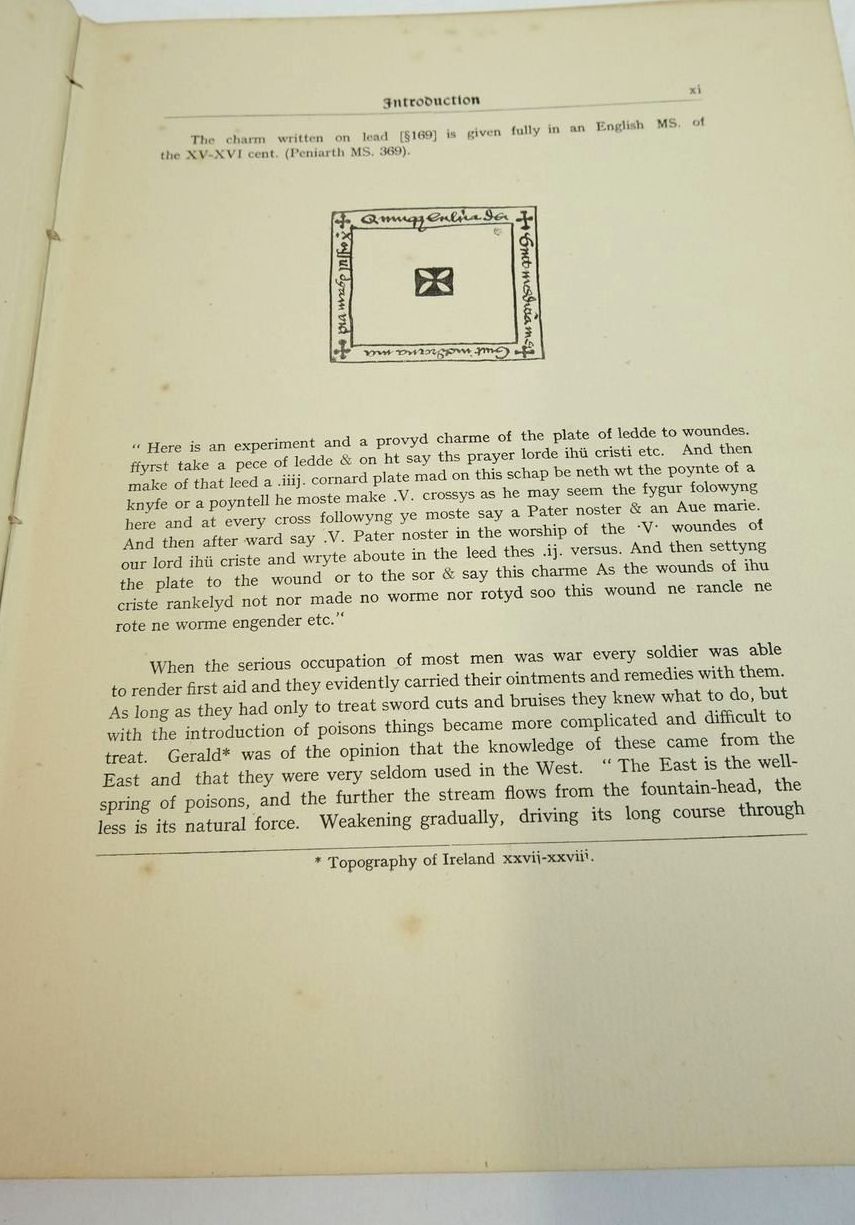 Introduction
xi
The charm written on lead [§169] is given fully in an English MS. of
the XV-XVI cent. (Peniarth MS. 369).
“ Here is an experiment and a provyd charme of the plate of ledde to woundes.
ffyrst take a pece of ledde & on ht say ths prayer lorde ihū cristi etc. And then
make of that leed a .iiij. cornard plate mad on this schap be neth wt the poynte of a
knyfe or a poyntell he moste make .V. crossys as he may seem the fygur folowyng
here and at every cross followyng ye moste say a Pater noster & an Aue marie.
And then after ward say .V. Pater noster in the worship of the ·V· woundes of
our lord ihū criste and wryte aboute in the leed thes .ij. versus. And then settyng
the plate to the wound or to the sor & say this charme As the wounds of ihu
criste rankelyd not nor made no worme nor rotyd soo this wound ne rancle ne
rote ne worme engender etc.”
When the serious occupation of most men was war every soldier was able
to render first aid and they evidently carried their ointments and remedies with them.
As long as they had only to treat sword cuts and bruises they knew what to do, but
with the introduction of poisons things became more complicated and difficult to
treat. Gerald* was of the opinion that the knowledge of these came from the
East and that they were very seldom used in the West. “ The East is the well-
spring of poisons, and the further the stream flows from the fountain-head, the
less is its natural force. Weakening gradually, driving its long course through
* Topography of Ireland xxvij-xxviij.